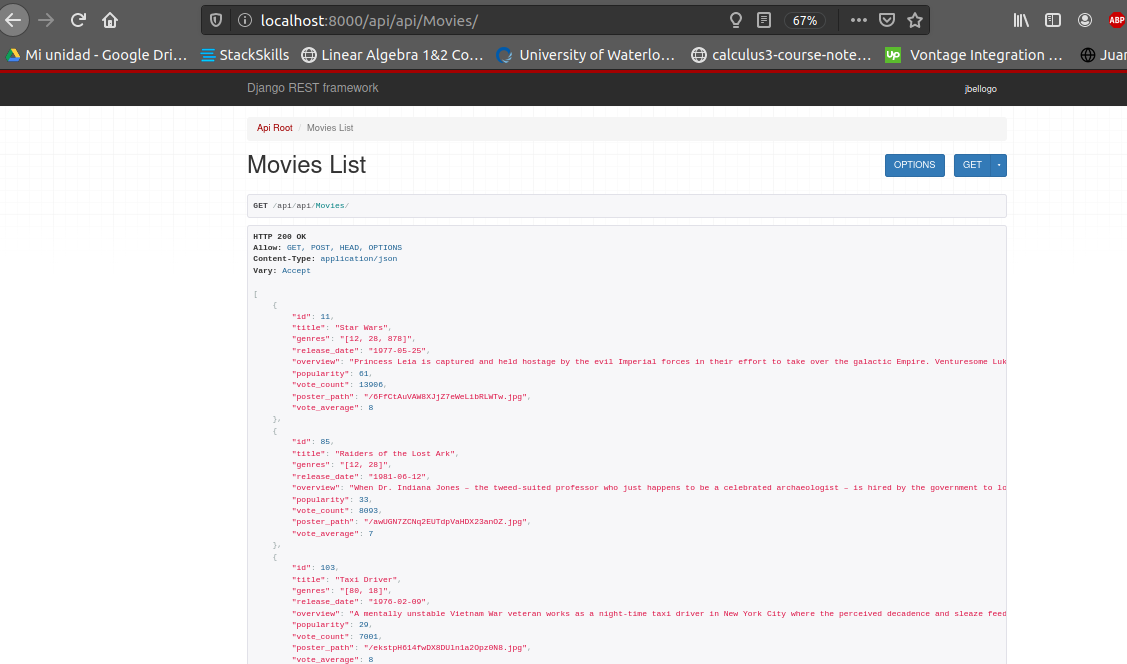 localhost:8000/api/api/Movies/ 67%
ABP
Mi unidad - Google Dri... StackSkills Linear Algebra 1&2 Co... University of Waterlo... calculus3-course-note... Up Vontage Integration ... Juan
Django REST framework jbellogo
Api Root / Movies List
Movies List OPTIONS GET
GET /api/api/Movies/
HTTP 200 OK
Allow: GET, POST, HEAD, OPTIONS
Content-Type: application/json
Vary: Accept
[
{
"id": 11,
"title": "Star Wars",
"genres": "[12, 28, 878]",
"release_date": "1977-05-25",
"overview": "Princess Leia is captured and held hostage by the evil Imperial forces in their effort to take over the galactic Empire. Venturesome Luk
"popularity": 61,
"vote_count": 13906,
"poster_path": "/6FfCtAuVAW8XJjZ7eWeLibRLWTw.jpg",
"vote_average": 8
},
{
"id": 85,
"title": "Raiders of the Lost Ark",
"genres": "[12, 28]",
"release_date": "1981-06-12",
"overview": "When Dr. Indiana Jones – the tweed-suited professor who just happens to be a celebrated archaeologist – is hired by the government to lo
"popularity": 33,
"vote_count": 8093,
"poster_path": "/awUGN7ZCNq2EUTdpVaHDX23anOZ.jpg",
"vote_average": 7
},
{
"id": 103,
"title": "Taxi Driver",
"genres": "[80, 18]",
"release_date": "1976-02-09",
"overview": "A mentally unstable Vietnam War veteran works as a night-time taxi driver in New York City where the perceived decadence and sleaze feed
"popularity": 29,
"vote_count": 7001,
"poster_path": "/ekstpH614fwDX8DUln1a2Opz0N8.jpg",
"vote_average": 8